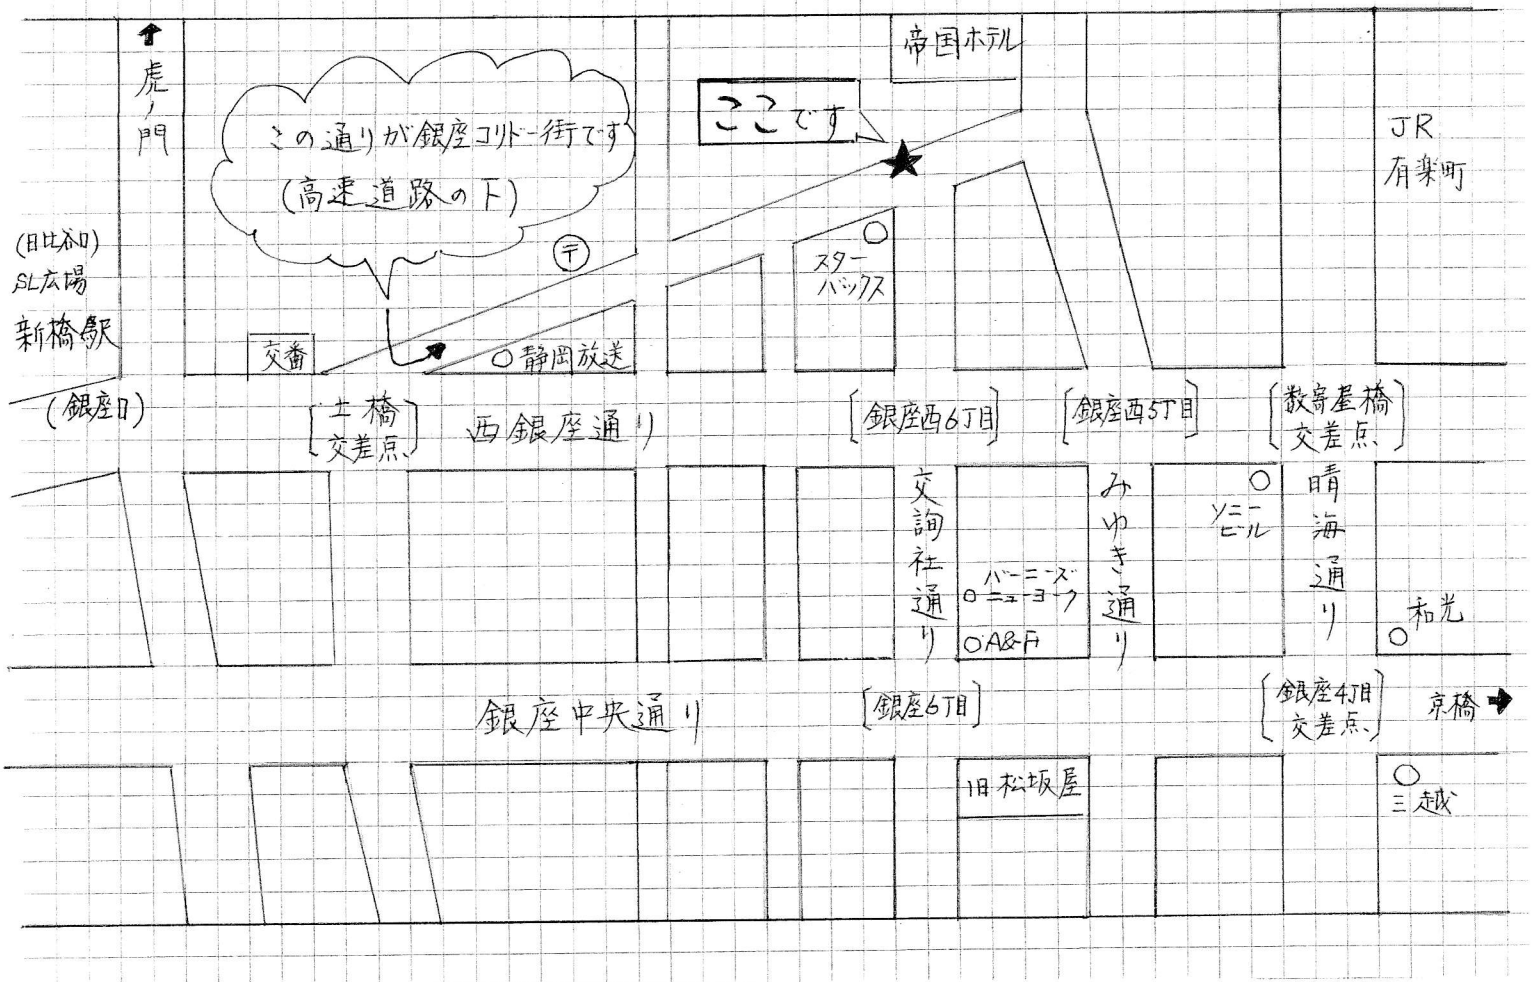 帝国ホテル
虎ノ門
ここです
この通りが銀座コリドー街です
(高速道路の下)
JR
有楽町
(日比谷口)
SL広場
新橋駅
〒
スター
バックス
交番
静岡放送
(銀座口)
[土橋
交差点]
西銀座通り
[銀座西6丁目]
[銀座西5丁目]
[数寄屋橋
交差点]
交詢社通り
みゆき通り
ソニー
ビル
晴海通り
バーニーズ
ニューヨーク
A&F
和光
銀座中央通り
[銀座6丁目]
[銀座4丁目
交差点]
京橋
旧松坂屋
三越